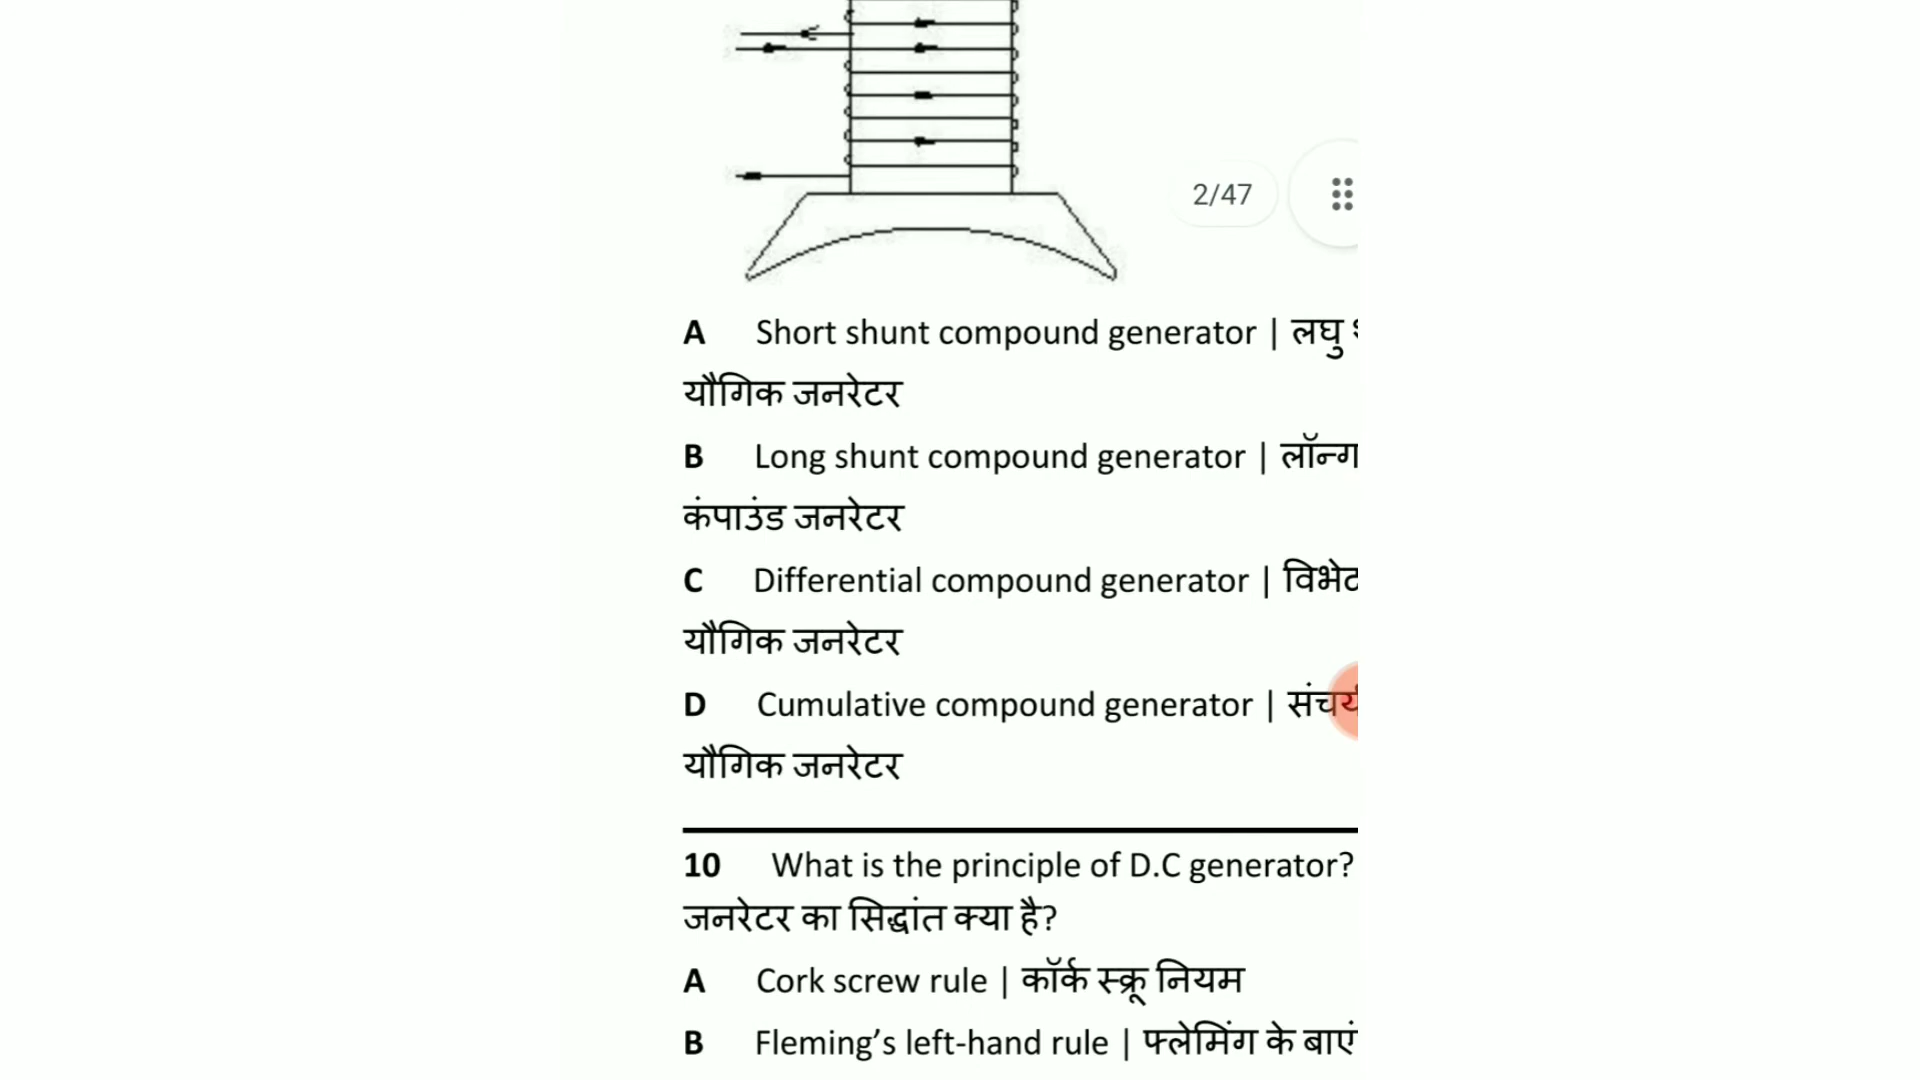 2/47
A Short shunt compound generator | लघु
यौगिक जनरेटर
B Long shunt compound generator | लॉन्ग
कंपाउंड जनरेटर
C Differential compound generator |
यौगिक जनरेटर
D Cumulative compound generator |
यौगिक जनरेटर
10 What is the principle of D.C generator?
जनरेटर का सिद्धांत क्या है?
A Cork screw rule | कॉर्क स्क्रू नियम
B Fleming’s left-hand rule | फ्लेमिंग के बाएं